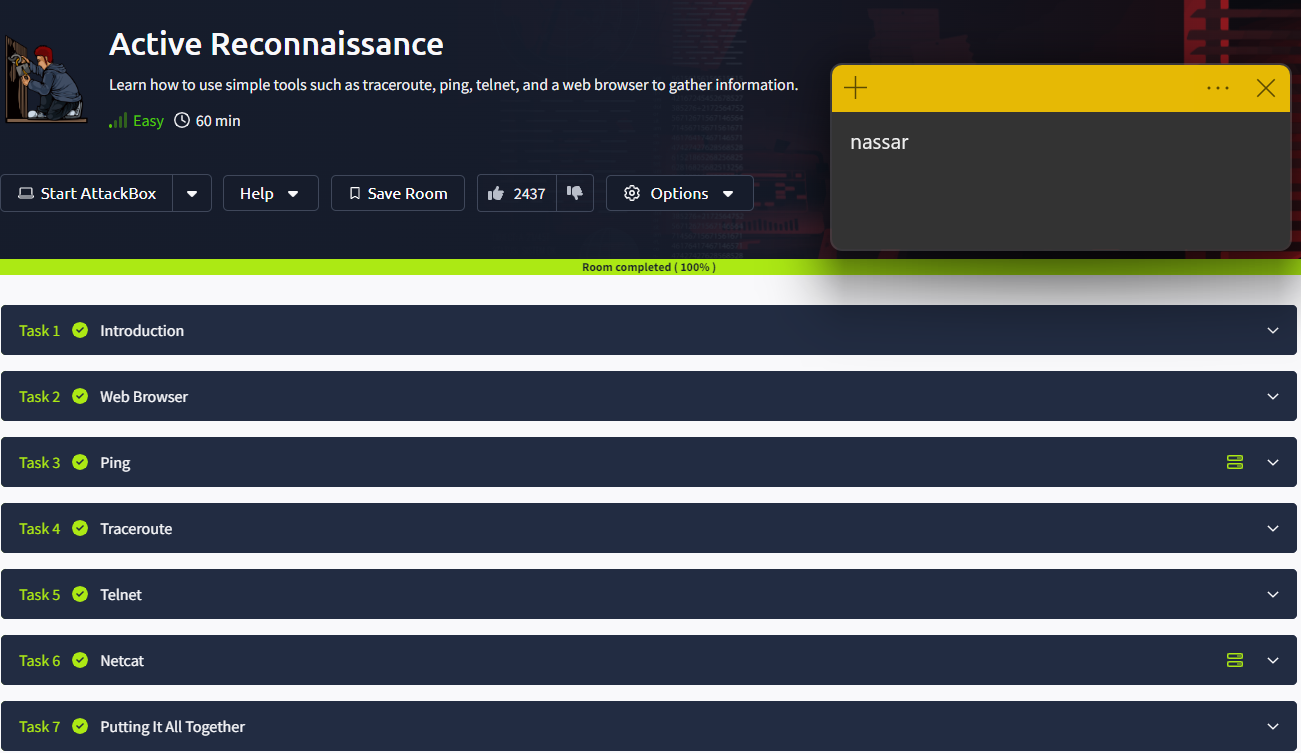 Active Reconnaissance
Learn how to use simple tools such as traceroute, ping, telnet, and a web browser to gather information.
Easy 60 min
nassar
Start AttackBox
Help
Save Room
2437
Options
Room completed ( 100% )
Task 1 Introduction
Task 2 Web Browser
Task 3 Ping
Task 4 Traceroute
Task 5 Telnet
Task 6 Netcat
Task 7 Putting It All Together